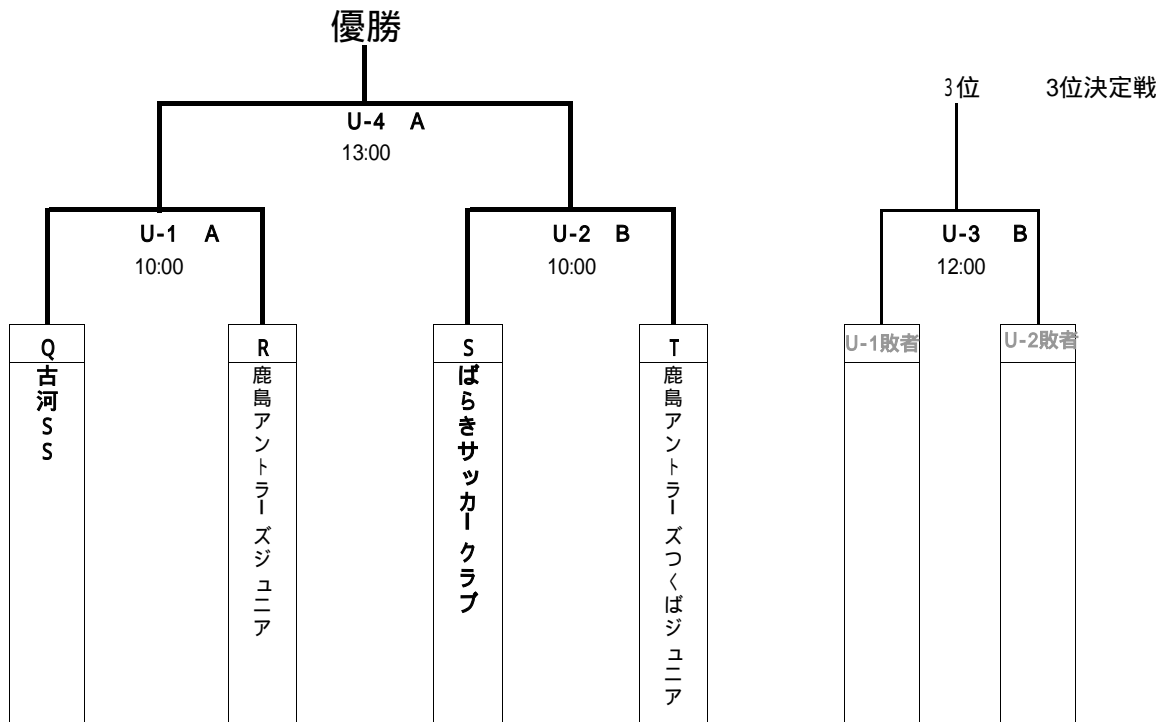 優勝
3位 3位決定戦
U-4 A
13:00
U-1 A
10:00
U-2 B
10:00
U-3 B
12:00
Q
古河SS
R
鹿島アントラーズジュニア
S
ばらきサッカークラブ
T
鹿島アントラーズつくばジュニア
U-1敗者
U-2敗者